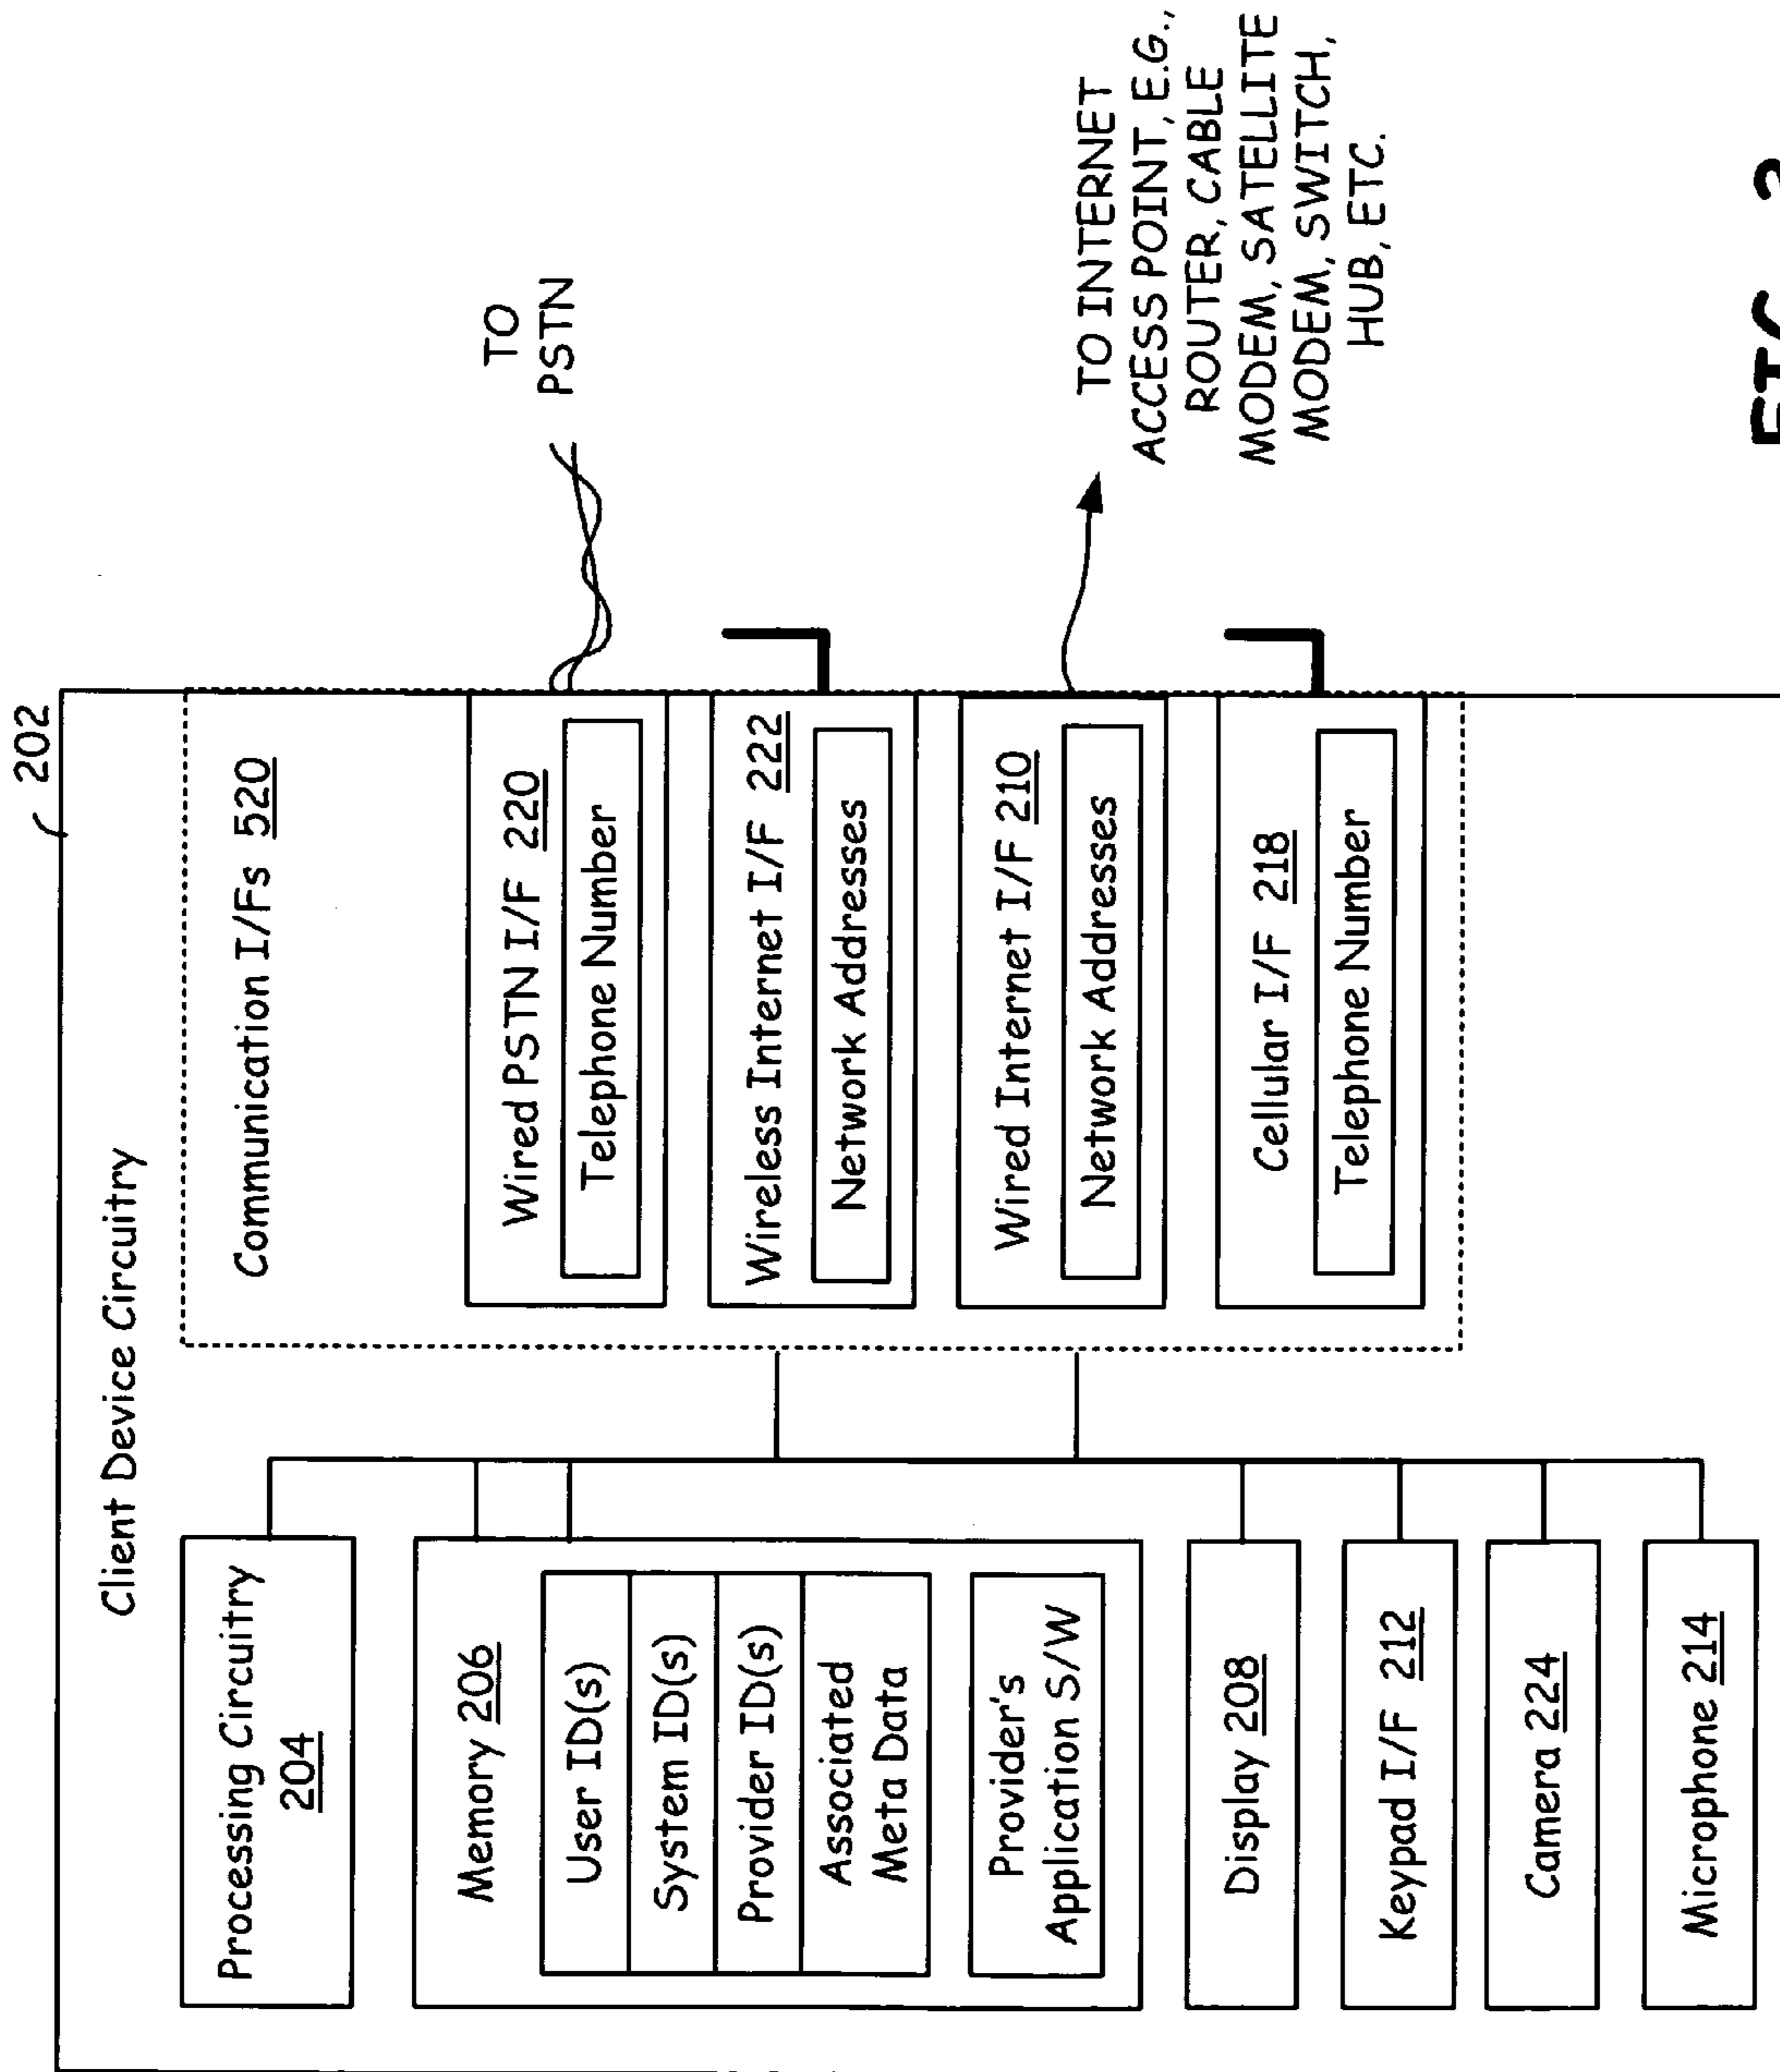 202
Client Device Circuitry
Processing Circuitry
204
Memory 206
User ID(s)
System ID(s)
Provider ID(s)
Associated
Meta Data
Provider's
Application S/W
Display 208
Keypad I/F 212
Camera 224
Microphone 214
Communication I/Fs 520
Wired PSTN I/F 220
Telephone Number
Wireless Internet I/F 222
Network Addresses
Wired Internet I/F 210
Network Addresses
Cellular I/F 218
Telephone Number
TO
PSTN
TO INTERNET
ACCESS POINT, E.G.,
ROUTER, CABLE
MODEM, SATELLITE
MODEM, SWITCH,
HUB, ETC.